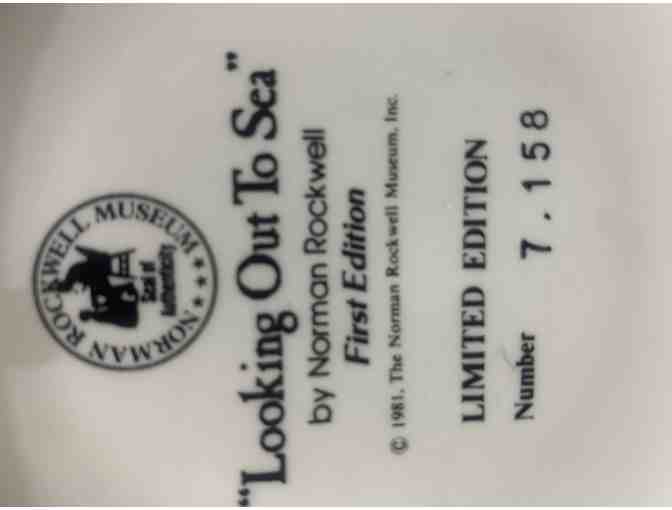 NORMAN ROCKWELL MUSEUM
Seal of
Authenticity
"Looking Out To Sea"
by Norman Rockwell
First Edition
© 1981, The Norman Rockwell Museum, Inc.
LIMITED EDITION
Number 7,158